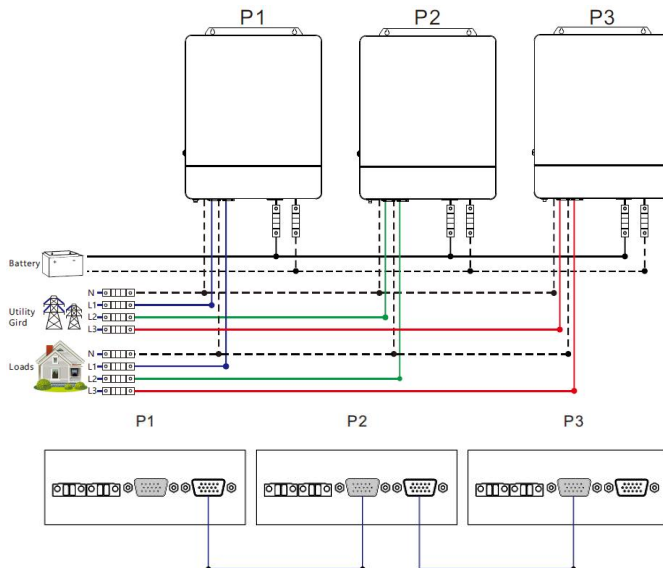 P1 P2 P3
Battery
Utility
Gird
N
L1
L2
L3
Loads
N
L1
L2
L3
P1 P2 P3